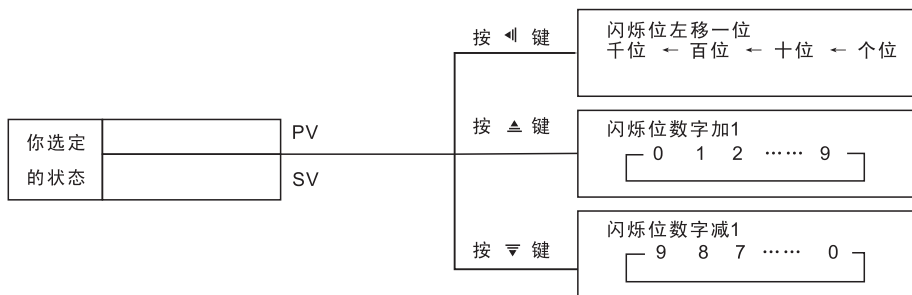 你选定
的状态
PV
SV
按 键
闪烁位左移一位
千位 ← 百位 ← 十位 ← 个位
按 键
闪烁位数字加1
0 1 2 ⋯⋯ 9
按 键
闪烁位数字减1
9 8 7 ⋯⋯ 0